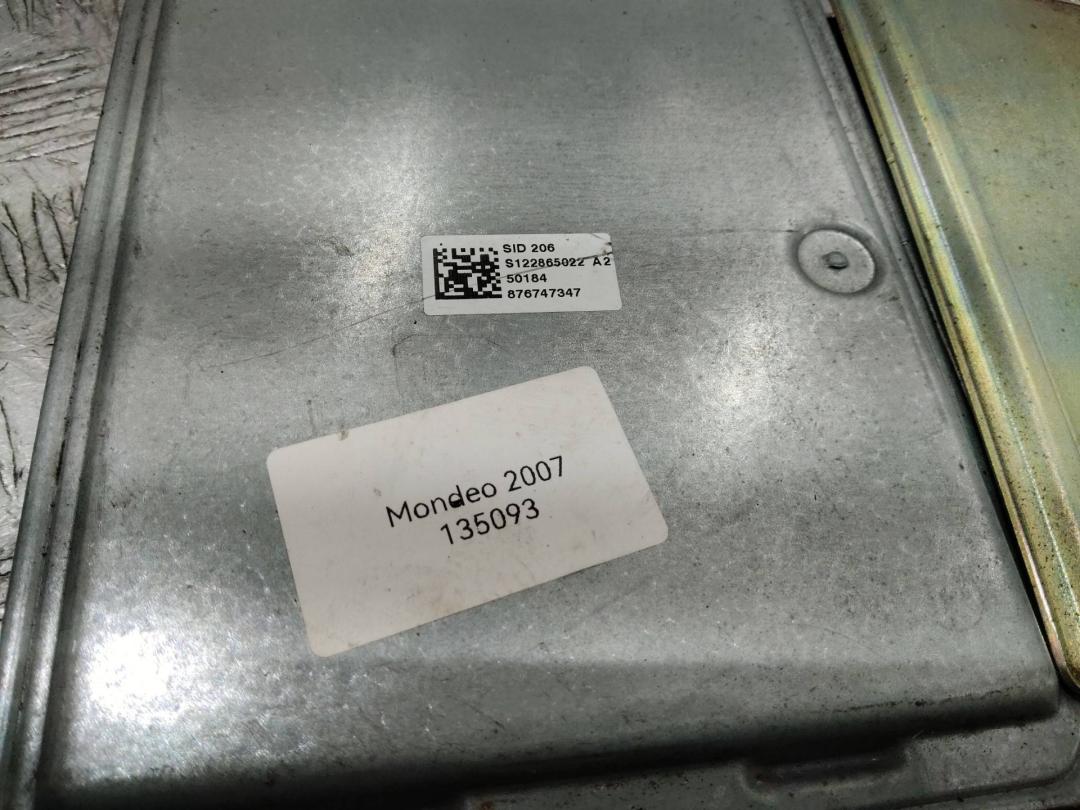 SID 206
S122865022 A2
50184
876747347
Mondeo 2007
135093